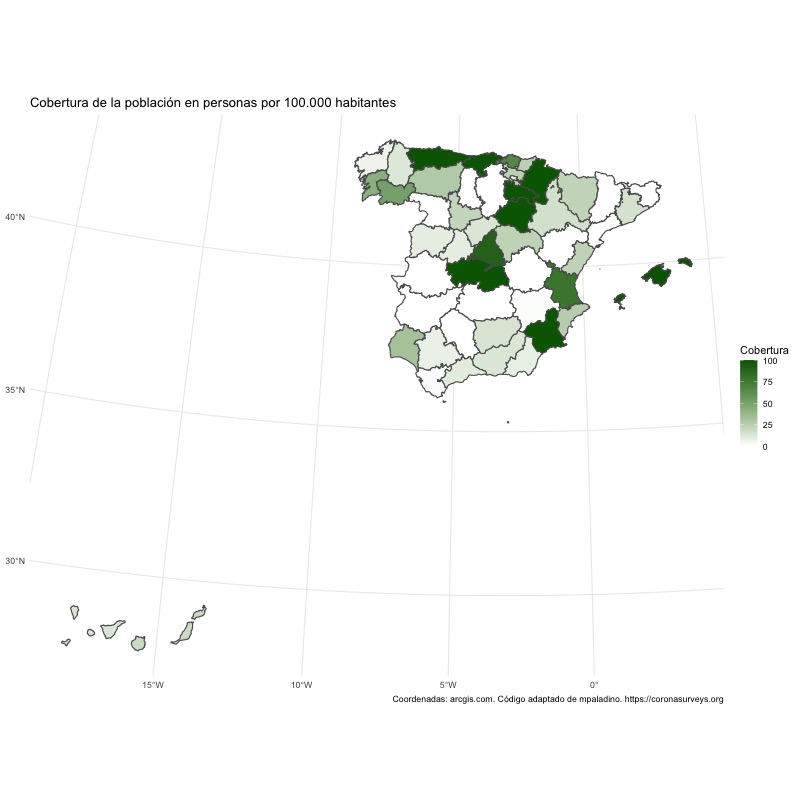 Cobertura de la población en personas por 100.000 habitantes
40°N
35°N
30°N
15°W
10°W
5°W
0°
Cobertura
100
75
50
25
0
Coordenadas: arcgis.com. Código adaptado de mpaladino. https://coronasurveys.org